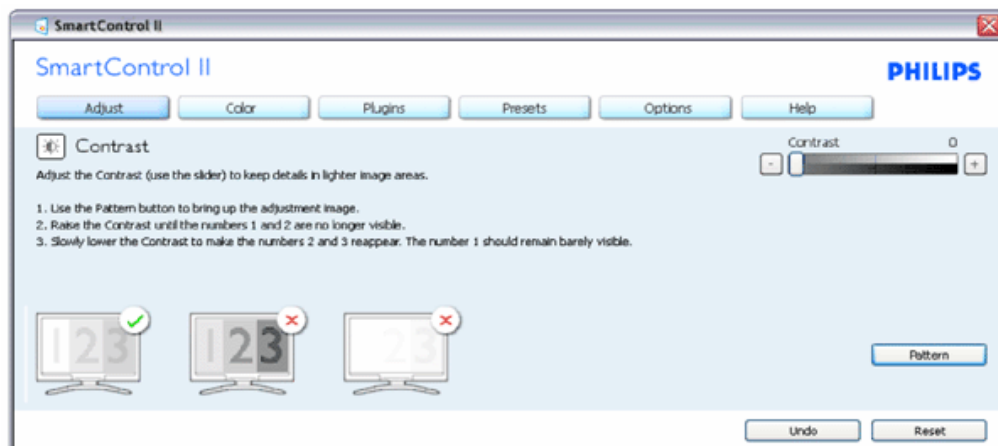 SmartControl II
SmartControl II
PHILIPS
Adjust Color Plugins Presets Options Help
Contrast
Contrast 0
- +
Adjust the Contrast (use the slider) to keep details in lighter image areas.
1. Use the Pattern button to bring up the adjustment image.
2. Raise the Contrast until the numbers 1 and 2 are no longer visible.
3. Slowly lower the Contrast to make the numbers 2 and 3 reappear. The number 1 should remain barely visible.
123 123 23
Pattern
Undo Reset